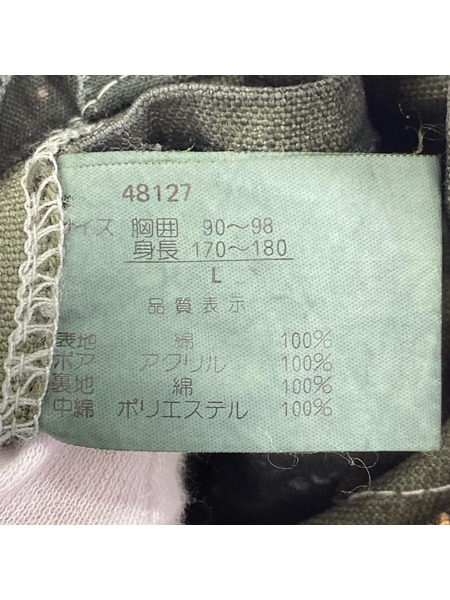 48127
サイズ 胸囲 90～98
身長 170～180
L
品質表示
表地 綿 100%
ボア アクリル 100%
裏地 綿 100%
中綿 ポリエステル 100%